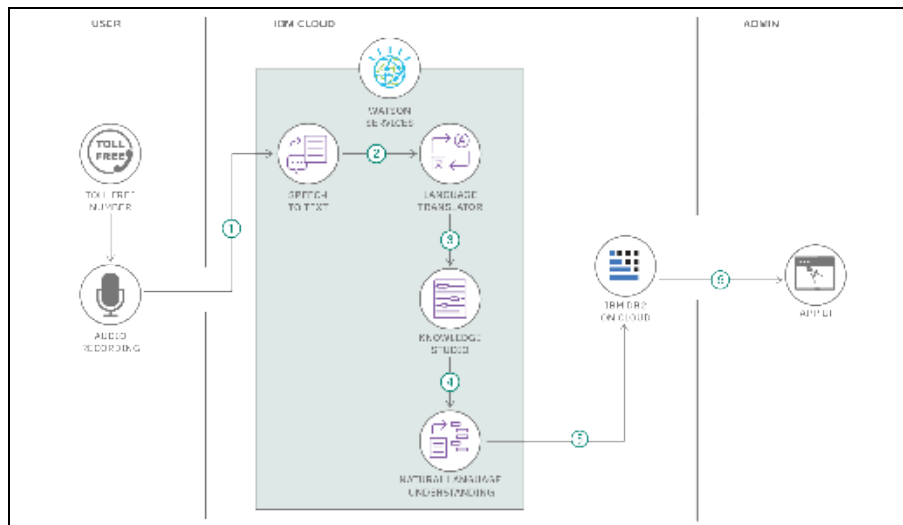 USER
IBM CLOUD
ADMIN
WATSON
SERVICES
TOLL
FREE
TOLL FREE
NUMBER
1
SPEECH
TO TEXT
2
A
LANGUAGE
TRANSLATOR
3
AUDIO
RECORDING
KNOWLEDGE
STUDIO
4
NATURAL LANGUAGE
UNDERSTANDING
5
IBM DB2
ON CLOUD
6
APP UI